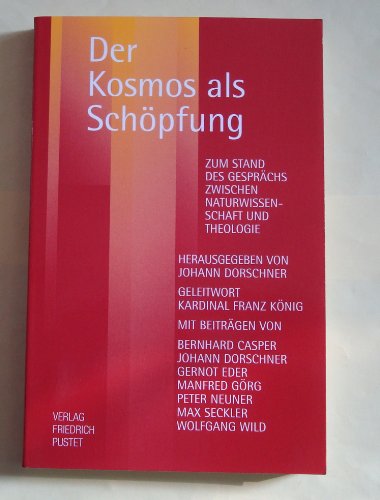 Der
Kosmos als
Schöpfung
ZUM STAND
DES GESPRÄCHS
ZWISCHEN
NATURWISSEN-
SCHAFT UND
THEOLOGIE
HERAUSGEGEBEN VON
JOHANN DORSCHNER
GELEITWORT
KARDINAL FRANZ KÖNIG
MIT BEITRÄGEN VON
BERNHARD CASPER
JOHANN DORSCHNER
GERNOT EDER
MANFRED GÖRG
PETER NEUNER
MAX SECKLER
WOLFGANG WILD
VERLAG
FRIEDRICH
PUSTET